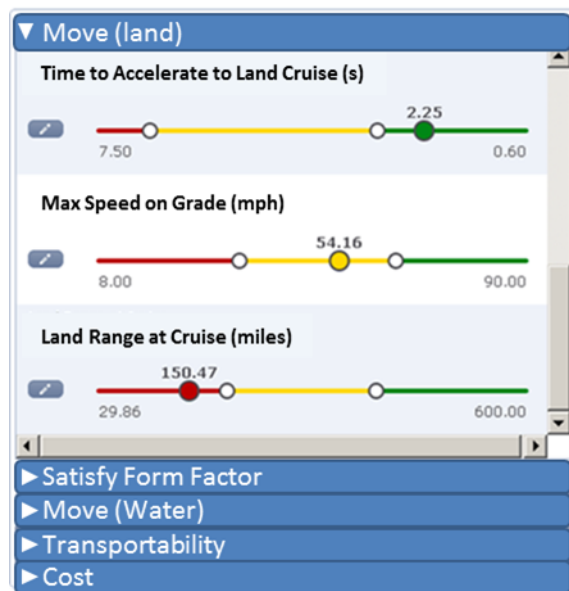 Move (land)
Time to Accelerate to Land Cruise (s)
2.25
7.50 0.60
Max Speed on Grade (mph)
54.16
8.00 90.00
Land Range at Cruise (miles)
150.47
29.86 600.00
Satisfy Form Factor
Move (Water)
Transportability
Cost